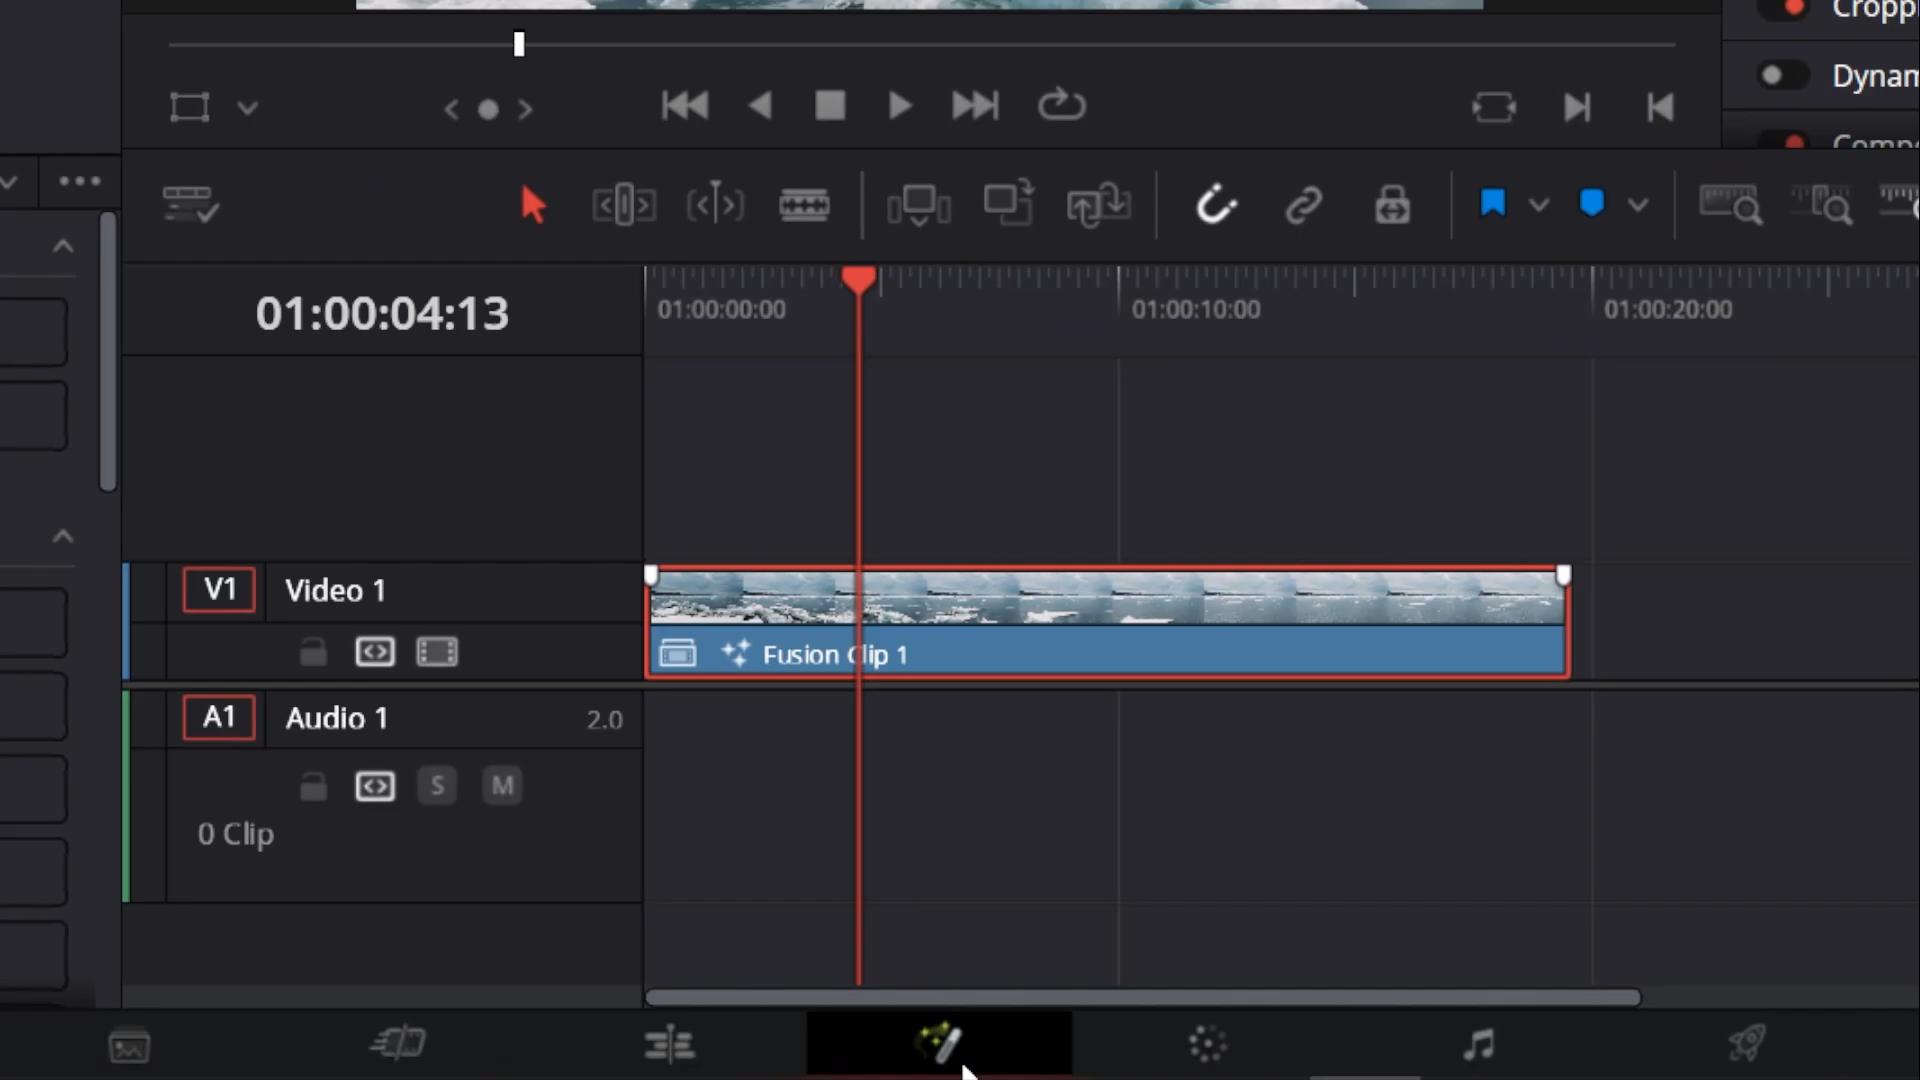 Cropp
Dynam
Compo
01:00:04:13
01:00:00:00
01:00:10:00
01:00:20:00
V1
Video 1
Fusion Clip 1
A1
Audio 1
2.0
S
M
0 Clip